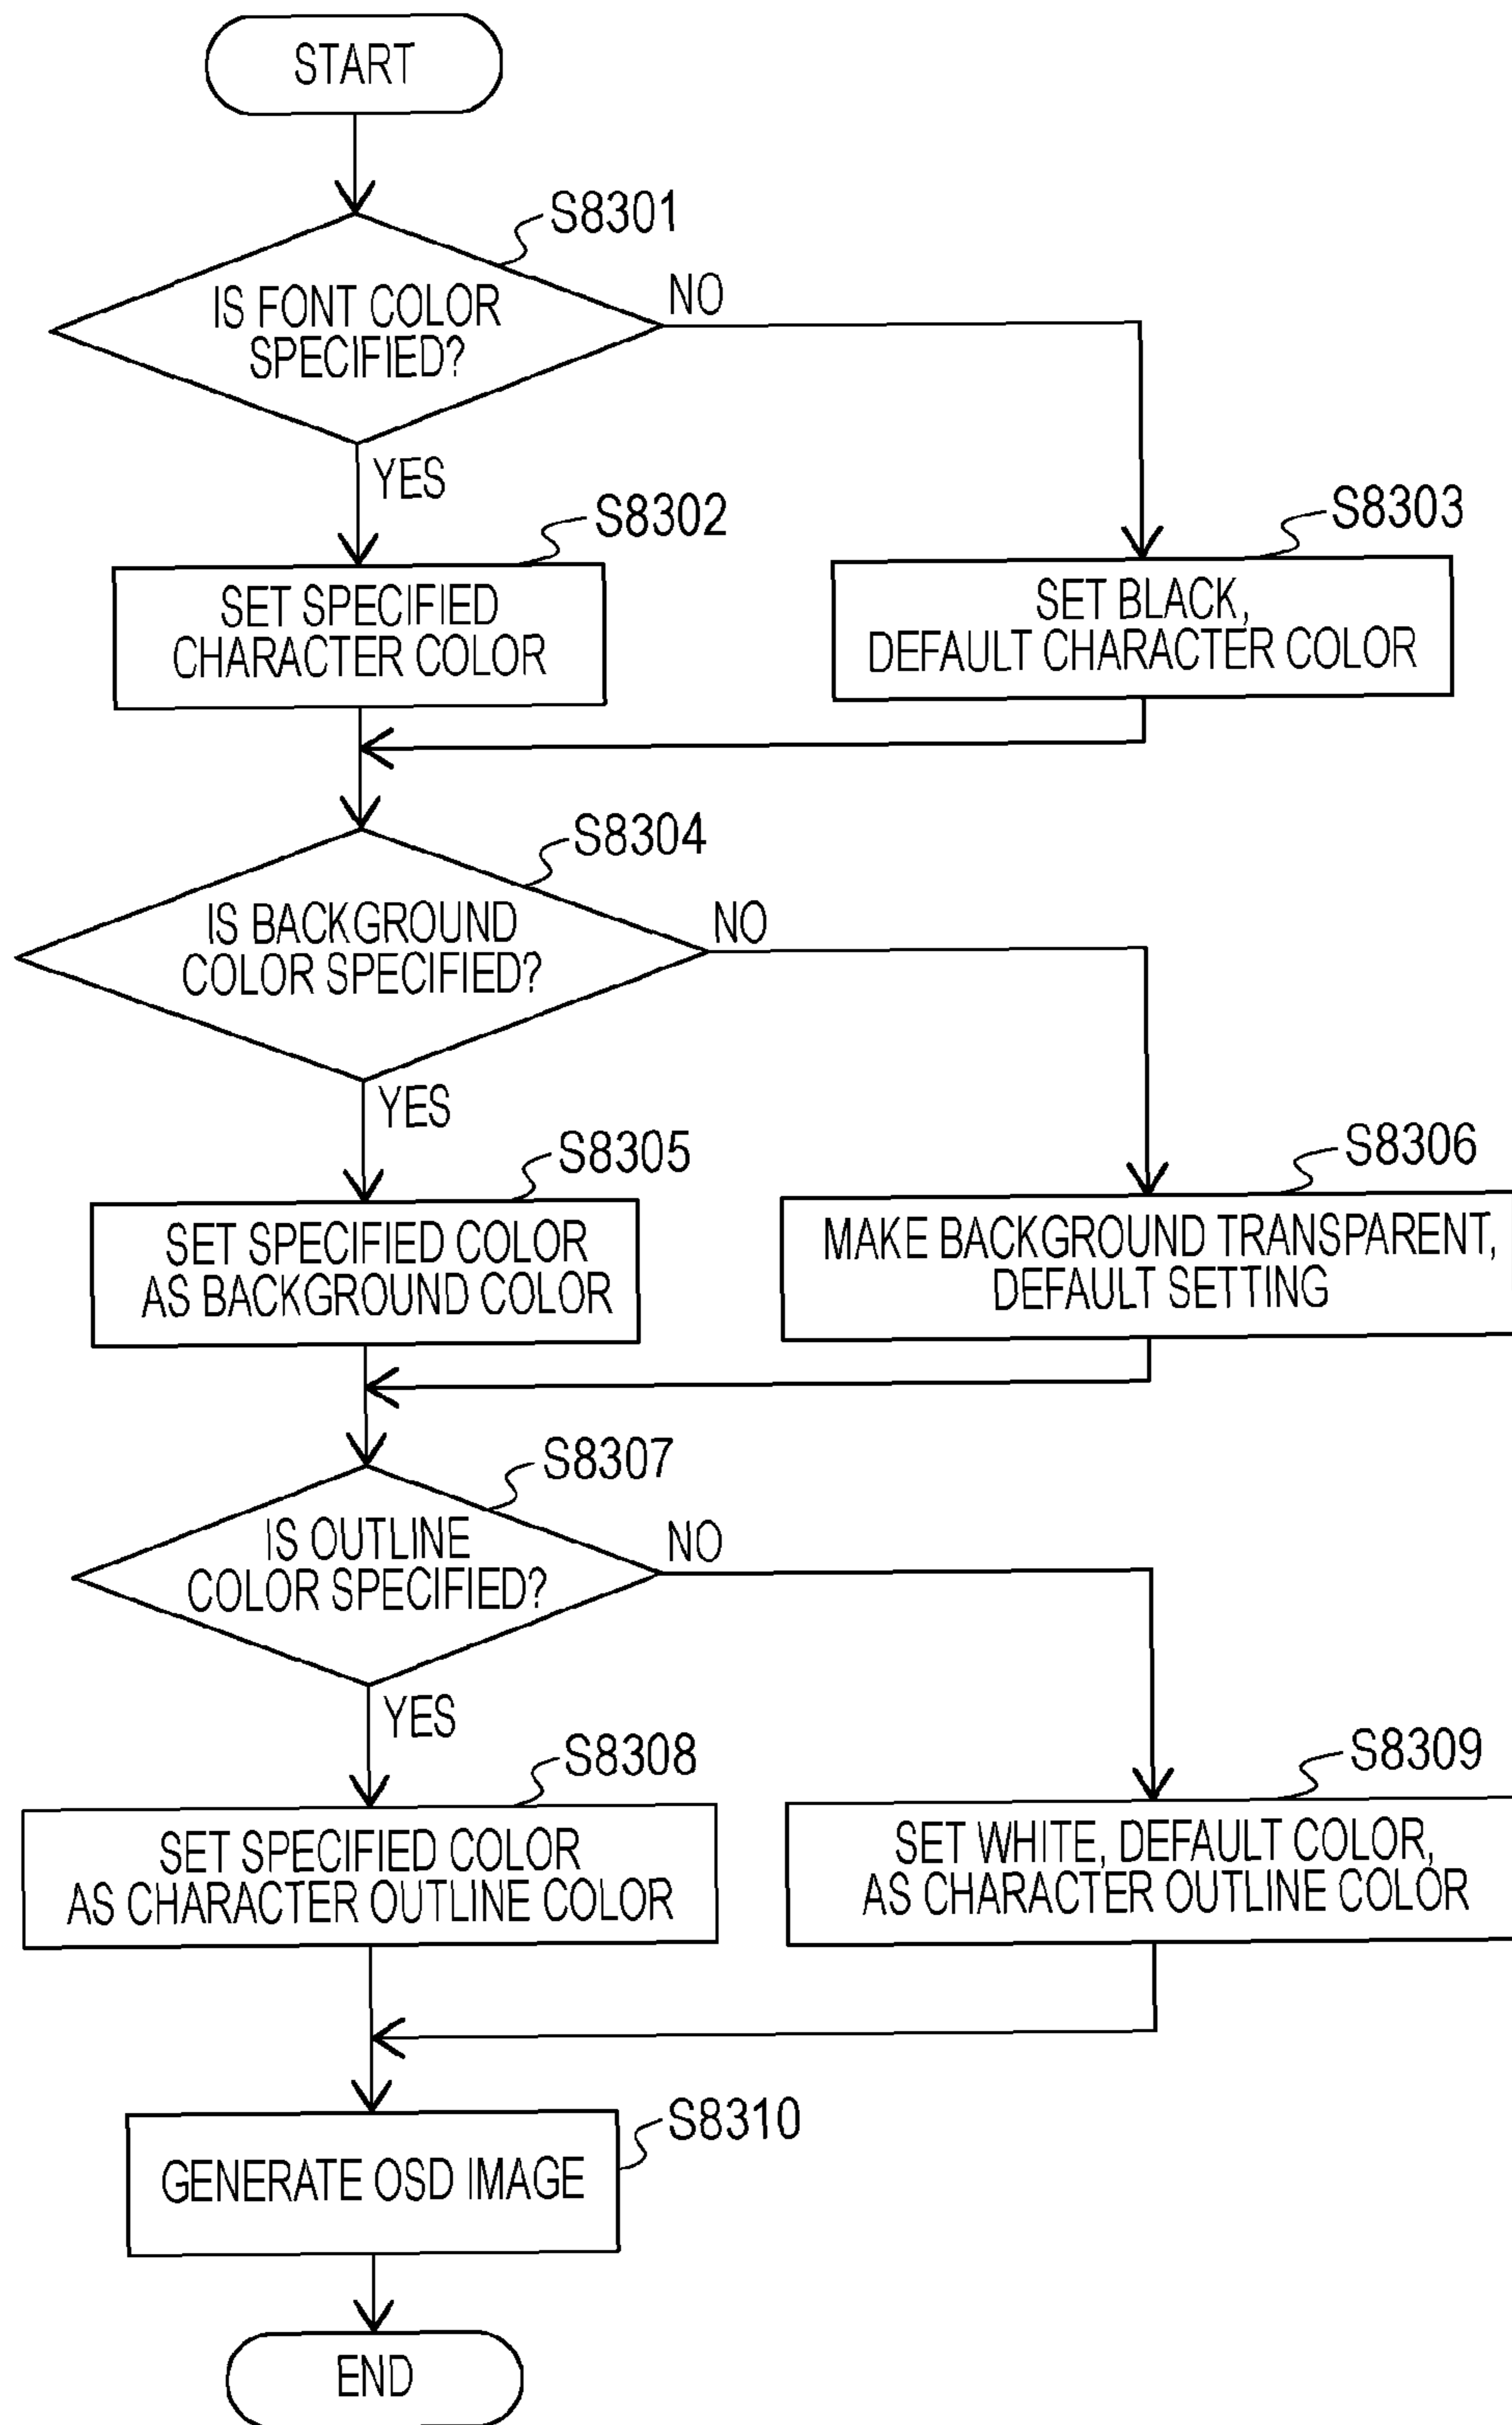 START
S8301
IS FONT COLOR
SPECIFIED?
NO
YES
S8302
SET SPECIFIED
CHARACTER COLOR
S8303
SET BLACK,
DEFAULT CHARACTER COLOR
S8304
IS BACKGROUND
COLOR SPECIFIED?
NO
YES
S8305
SET SPECIFIED COLOR
AS BACKGROUND COLOR
S8306
MAKE BACKGROUND TRANSPARENT,
DEFAULT SETTING
S8307
IS OUTLINE
COLOR SPECIFIED?
NO
YES
S8308
SET SPECIFIED COLOR
AS CHARACTER OUTLINE COLOR
S8309
SET WHITE, DEFAULT COLOR,
AS CHARACTER OUTLINE COLOR
S8310
GENERATE OSD IMAGE
END